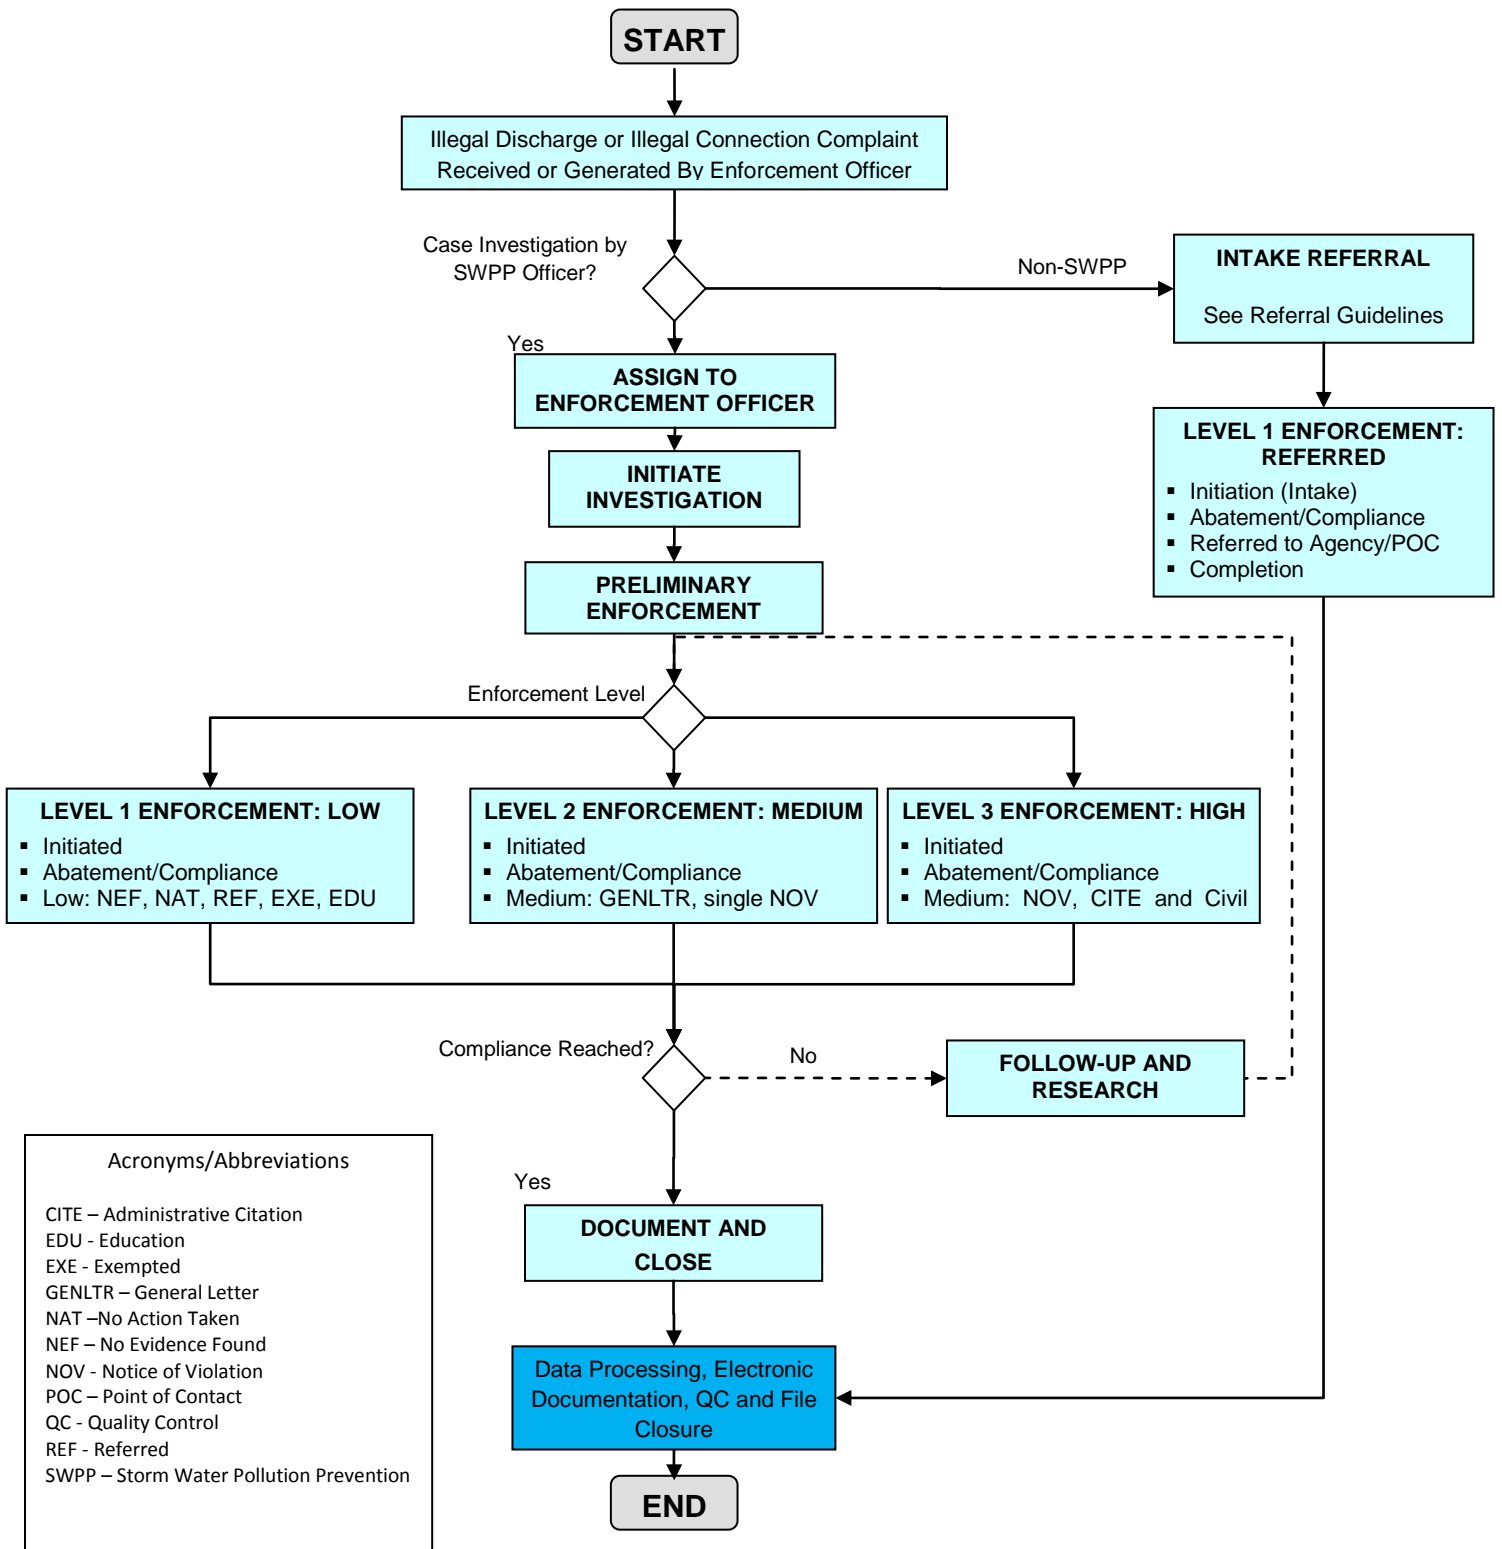 START
Illegal Discharge or Illegal Connection Complaint
Received or Generated By Enforcement Officer
Case Investigation by
SWPP Officer?
Non-SWPP
INTAKE REFERRAL
See Referral Guidelines
Yes
ASSIGN TO
ENFORCEMENT OFFICER
LEVEL 1 ENFORCEMENT:
REFERRED
▪ Initiation (Intake)
▪ Abatement/Compliance
▪ Referred to Agency/POC
▪ Completion
INITIATE
INVESTIGATION
PRELIMINARY
ENFORCEMENT
Enforcement Level
LEVEL 1 ENFORCEMENT: LOW
▪ Initiated
▪ Abatement/Compliance
▪ Low: NEF, NAT, REF, EXE, EDU
LEVEL 2 ENFORCEMENT: MEDIUM
▪ Initiated
▪ Abatement/Compliance
▪ Medium: GENLTR, single NOV
LEVEL 3 ENFORCEMENT: HIGH
▪ Initiated
▪ Abatement/Compliance
▪ Medium: NOV, CITE and Civil
Compliance Reached?
No
FOLLOW-UP AND
RESEARCH
Yes
DOCUMENT AND
CLOSE
Data Processing, Electronic
Documentation, QC and File
Closure
END
Acronyms/Abbreviations
CITE – Administrative Citation
EDU - Education
EXE - Exempted
GENLTR – General Letter
NAT –No Action Taken
NEF – No Evidence Found
NOV - Notice of Violation
POC – Point of Contact
QC - Quality Control
REF - Referred
SWPP – Storm Water Pollution Prevention